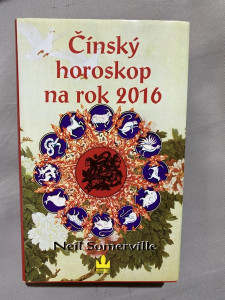 Čínský
horoskop
na rok 2016
Neil Somerville